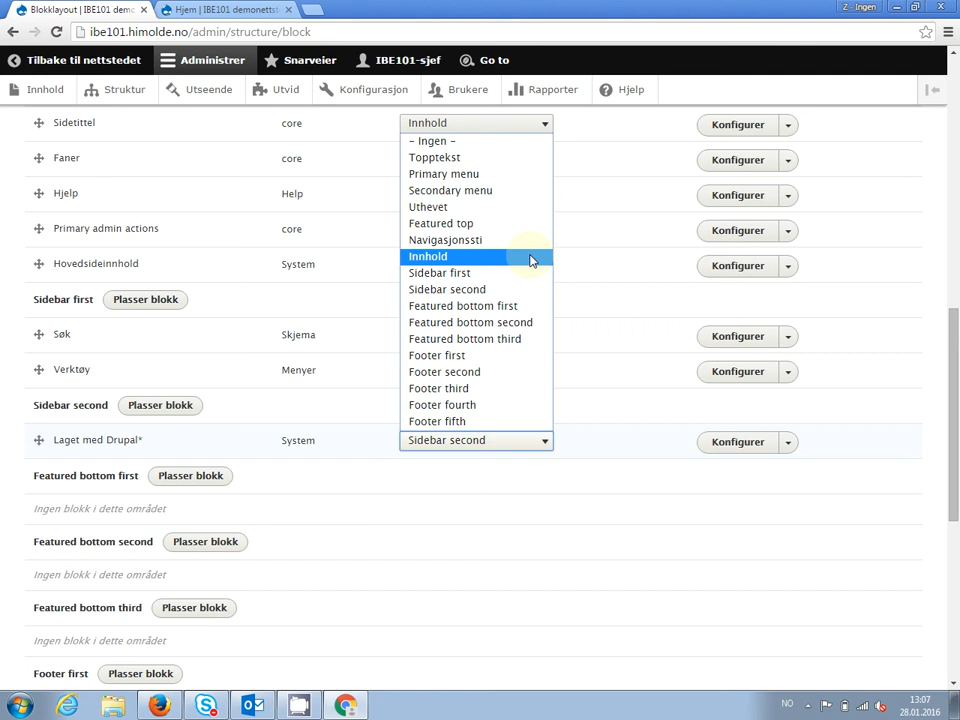 Blokklayout | IBE101 demo
Hjem | IBE101 demonettst
Ingen
ibe101.himolde.no/admin/structure/block
Tilbake til nettstedet
Administrer
Snarveier
IBE101-sjef
Go to
Innhold
Struktur
Utseende
Utvid
Konfigurasjon
Brukere
Rapporter
Hjelp
Sidetittel core Innhold Konfigurer
- Ingen -
Topptekst
Faner core Konfigurer
Primary menu
Secondary menu
Hjelp Help Konfigurer
Uthevet
Featured top
Primary admin actions core Konfigurer
Navigasjonssti
Innhold
Hovedsideinnhold System Konfigurer
Sidebar first
Sidebar second
Sidebar first Plasser blokk
Featured bottom first
Featured bottom second
Søk Skjema Konfigurer
Featured bottom third
Footer first
Verktøy Menyer Konfigurer
Footer second
Footer third
Sidebar second Plasser blokk
Footer fourth
Footer fifth
Laget med Drupal* System Sidebar second Konfigurer
Featured bottom first Plasser blokk
Ingen blokk i dette området
Featured bottom second Plasser blokk
Ingen blokk i dette området
Featured bottom third Plasser blokk
Ingen blokk i dette området
Footer first Plasser blokk
NO
13:07
28.01.2016